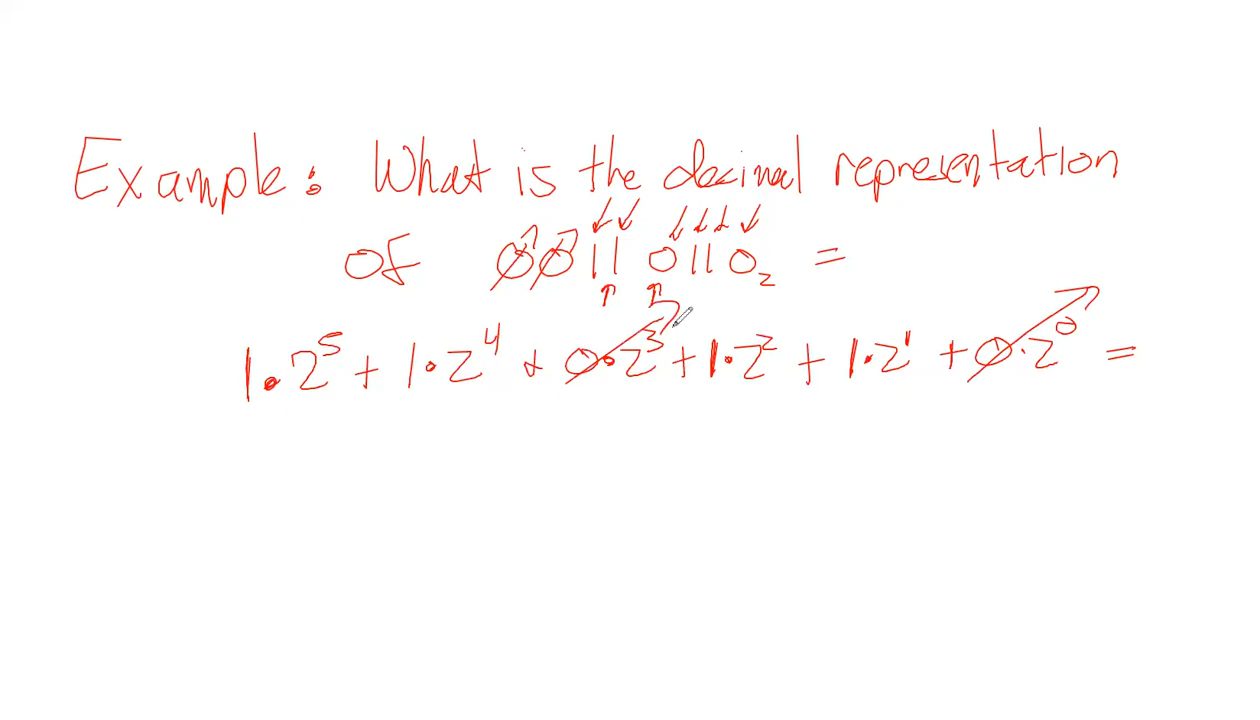 Example: What is the decimal representation
of 00110110₂ =
1·2⁵ + 1·2⁴ + 0·2³ + 1·2² + 1·2¹ + 0·2⁰ =